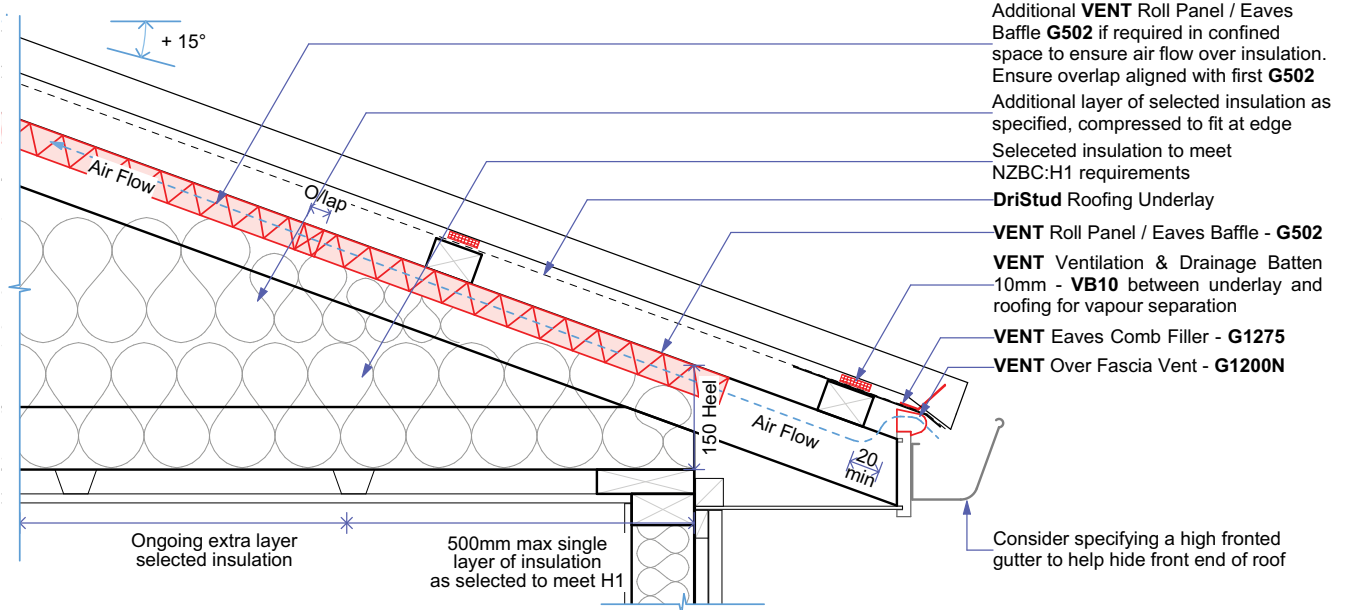 Additional VENT Roll Panel / Eaves
Baffle G502 if required in confined
space to ensure air flow over insulation.
Ensure overlap aligned with first G502
Additional layer of selected insulation as
specified, compressed to fit at edge
Seleceted insulation to meet
NZBC:H1 requirements
DriStud Roofing Underlay
VENT Roll Panel / Eaves Baffle - G502
VENT Ventilation & Drainage Batten
10mm - VB10 between underlay and
roofing for vapour separation
VENT Eaves Comb Filler - G1275
VENT Over Fascia Vent - G1200N
+ 15°
Air Flow
O/lap
150 Heel
Air Flow
20
min
Ongoing extra layer
selected insulation
500mm max single
layer of insulation
as selected to meet H1
Consider specifying a high fronted
gutter to help hide front end of roof